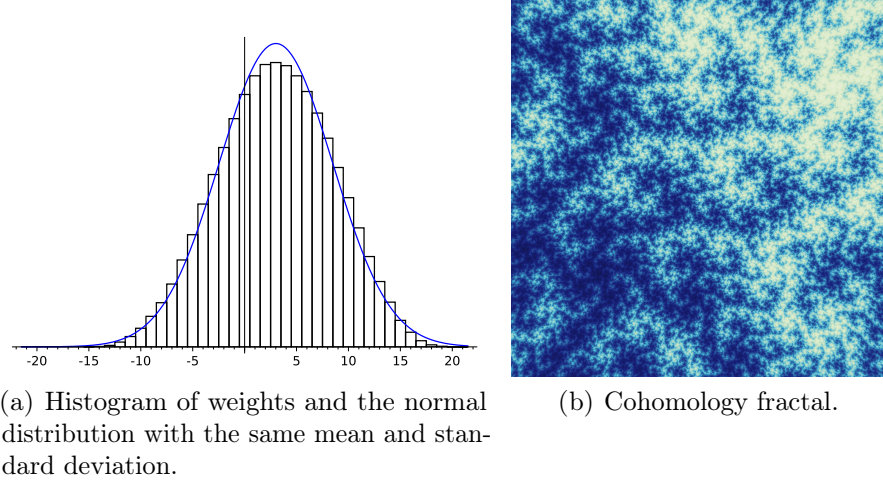 -20 -15 -10 -5 5 10 15 20
(a) Histogram of weights and the normal
distribution with the same mean and stan-
dard deviation.
(b) Cohomology fractal.